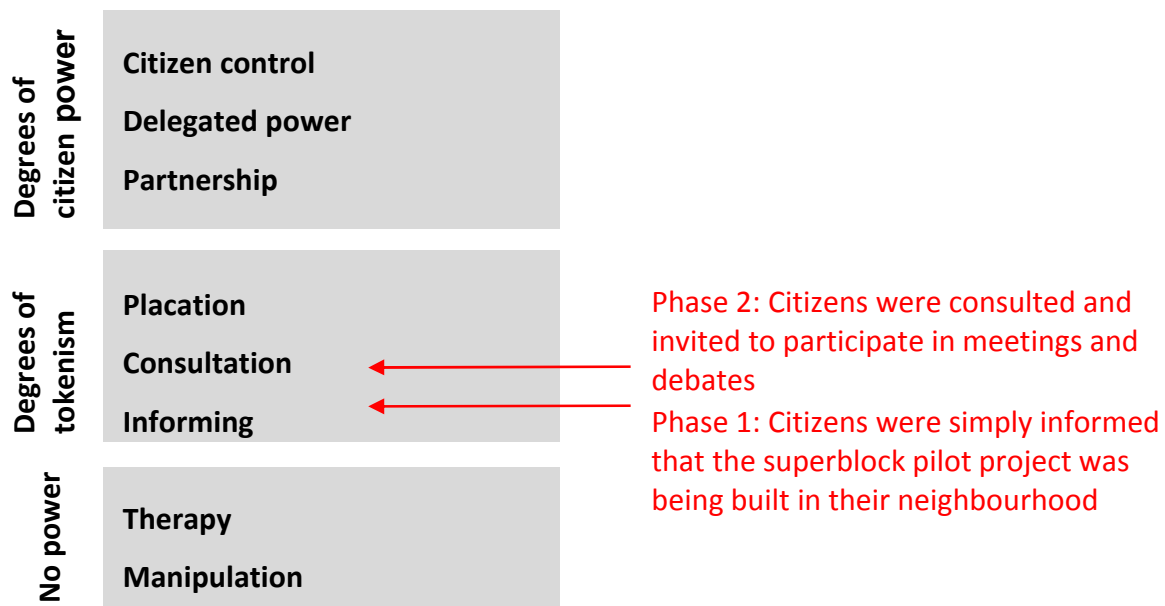 Degrees of
citizen power
Citizen control
Delegated power
Partnership
Degrees of
tokenism
Placation
Consultation
Informing
Phase 2: Citizens were consulted and
invited to participate in meetings and
debates
Phase 1: Citizens were simply informed
that the superblock pilot project was
being built in their neighbourhood
No power
Therapy
Manipulation